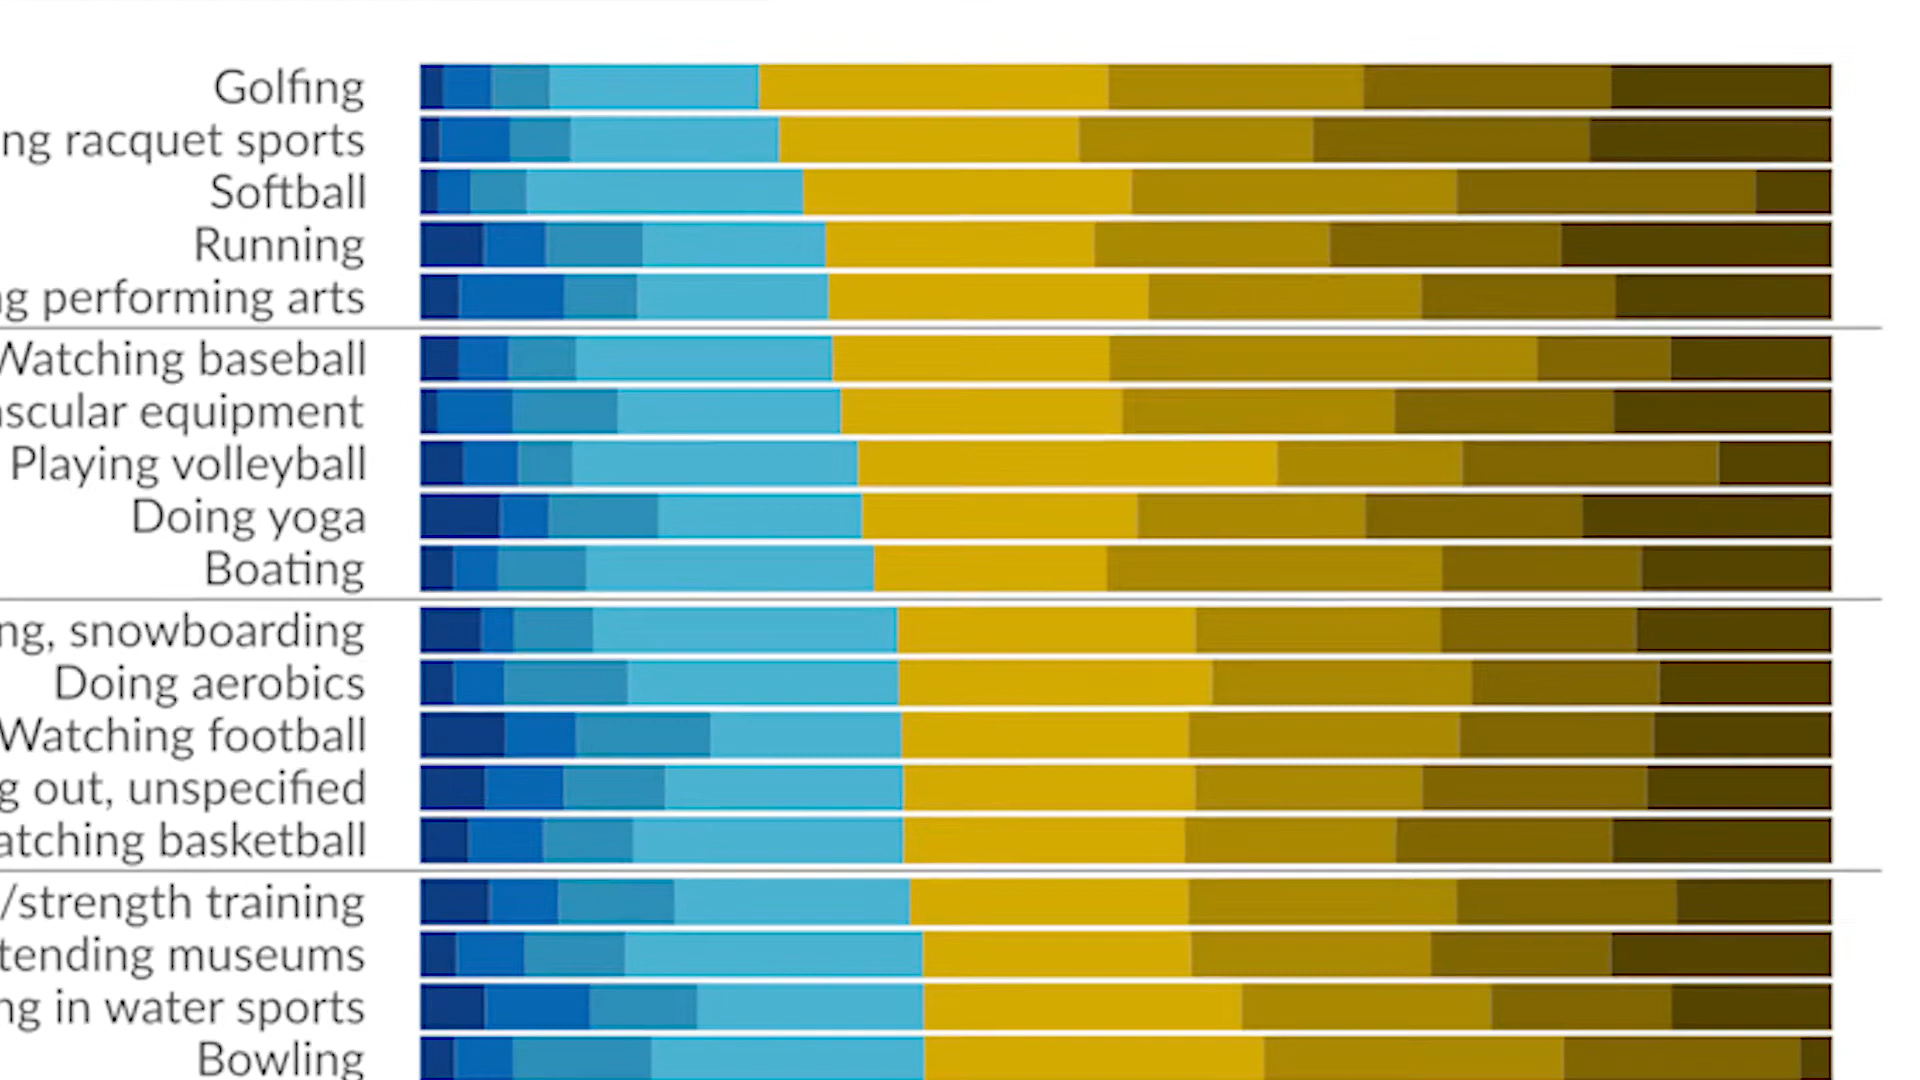 Golfing
ng racquet sports
Softball
Running
g performing arts
Watching baseball
ascular equipment
Playing volleyball
Doing yoga
Boating
ng, snowboarding
Doing aerobics
Watching football
g out, unspecified
atching basketball
/strength training
tending museums
ng in water sports
Bowling